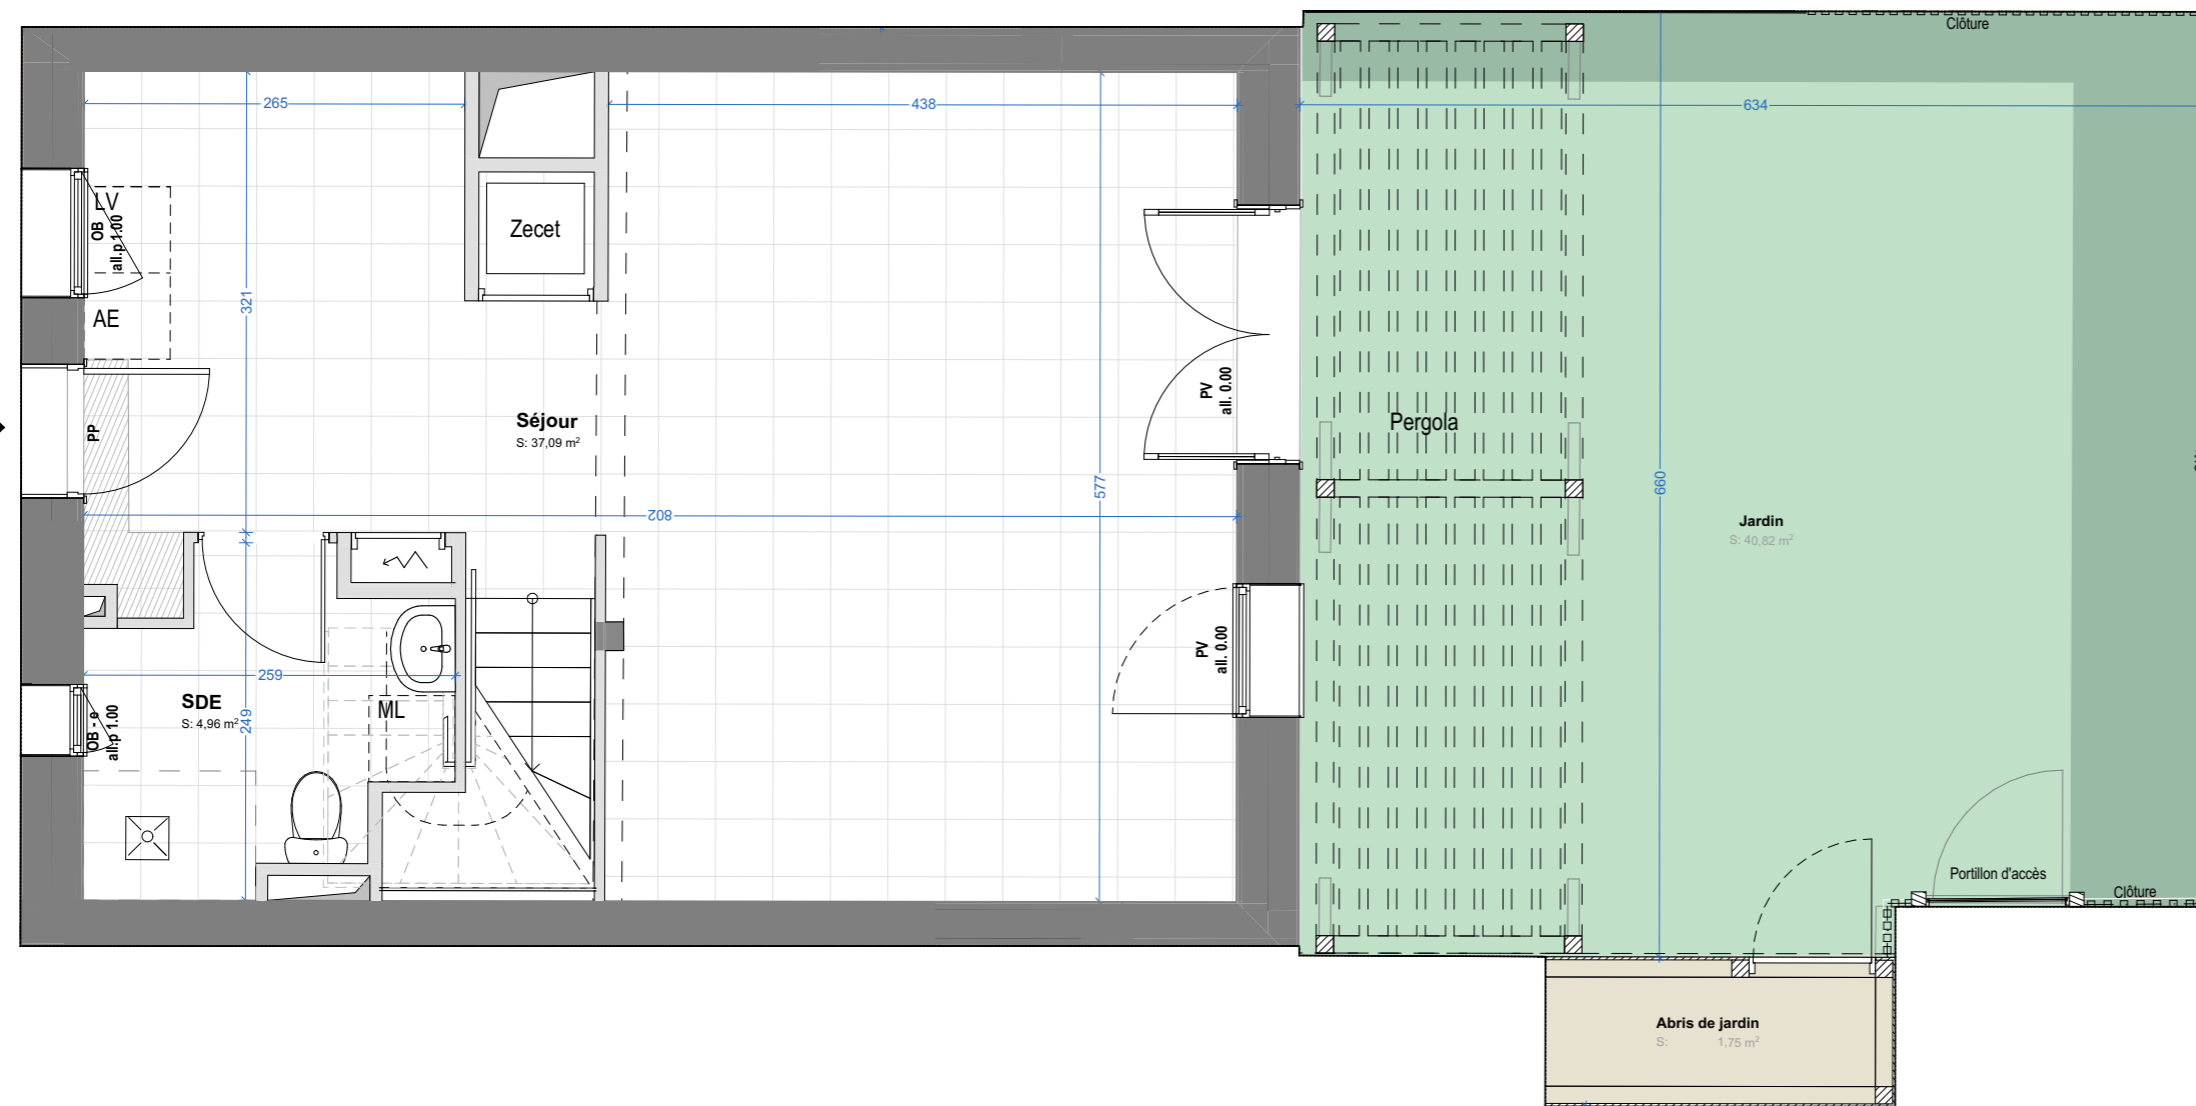 Clôture
265
438
634
LV
OB
all.p 1.00
Zecet
321
AE
PP
Séjour
S: 37,09 m²
PV
all. 0.00
Pergola
577
660
802
Jardin
S: 40,82 m²
PV
all. 0.00
259
SDE
S: 4,96 m²
249
ML
OB - o
all.p 1.00
Portillon d'accès
Clôture
Abris de jardin
S: 1,75 m²